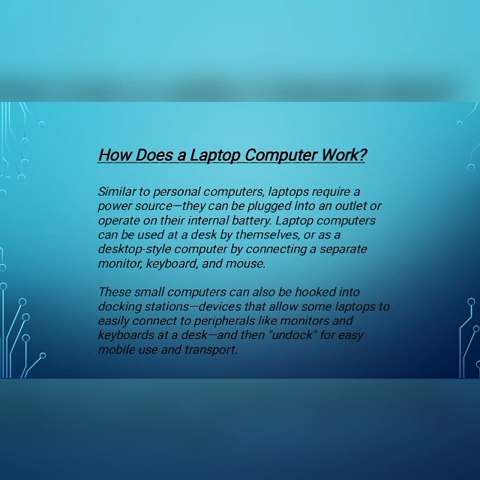 How Does a Laptop Computer Work?
Similar to personal computers, laptops require a
power source—they can be plugged into an outlet or
operate on their internal battery. Laptop computers
can be used at a desk by themselves, or as a
desktop-style computer by connecting a separate
monitor, keyboard, and mouse.
These small computers can also be hooked into
docking stations—devices that allow some laptops to
easily connect to peripherals like monitors and
keyboards at a desk—and then "undock" for easy
mobile use and transport.